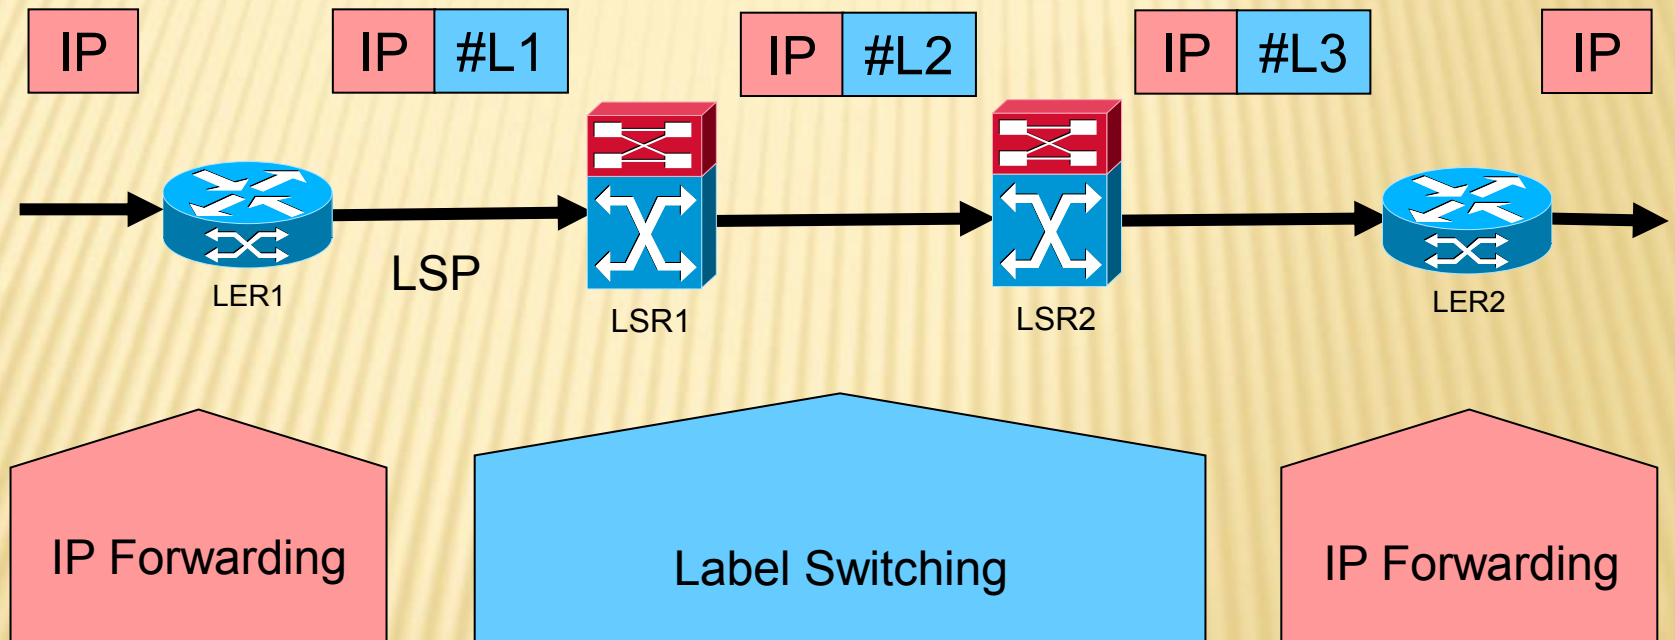 IP
IP #L1
IP #L2
IP #L3
IP
LER1
LSP
LSR1
LSR2
LER2
IP Forwarding
Label Switching
IP Forwarding